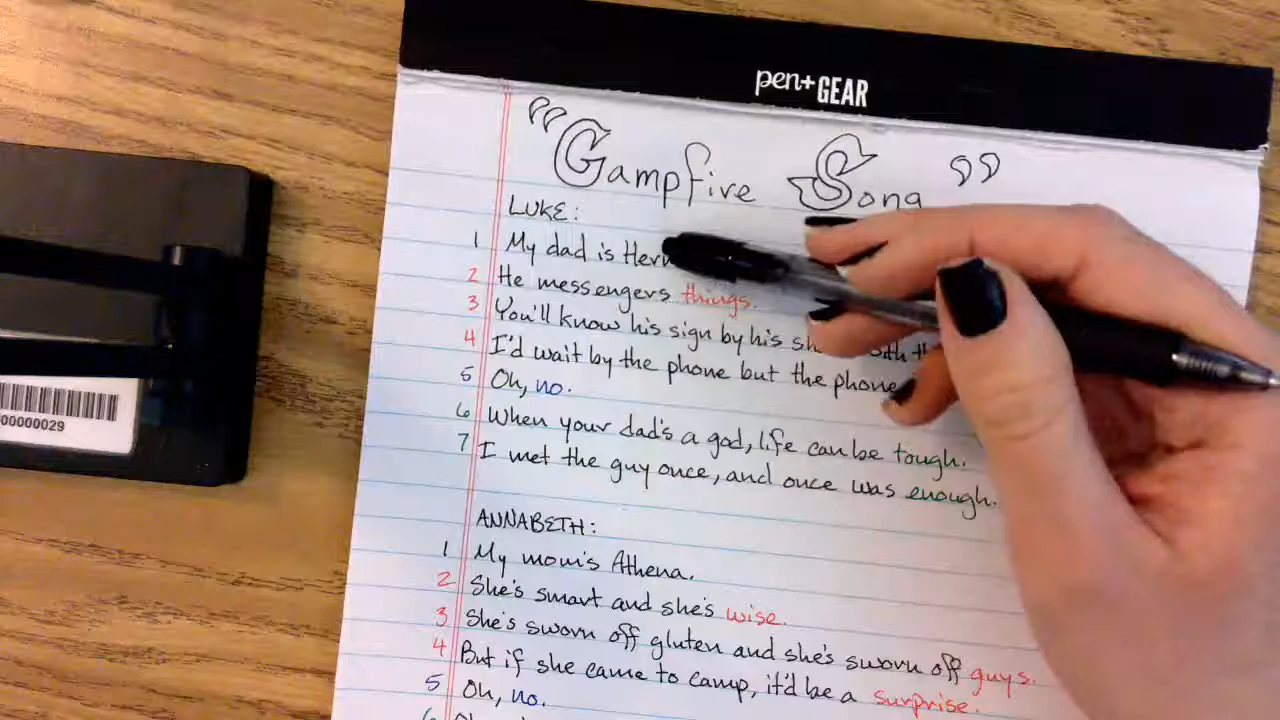 pen+GEAR
"Campfire Song"
LUKE:
1 My dad is
2 He messengers things.
3 You'll know his sign by his
4 I'd wait by the phone but the phone
5 Oh, no.
6 When your dad's a god, life can be tough.
7 I met the guy once, and once was enough.
ANNABETH:
1 My mom's Athena.
2 She's smart and she's wise.
3 She's sworn off gluten and she's sworn off guys.
4 But if she came to camp, it'd be a surprise.
5 Oh, no.
6
00000029